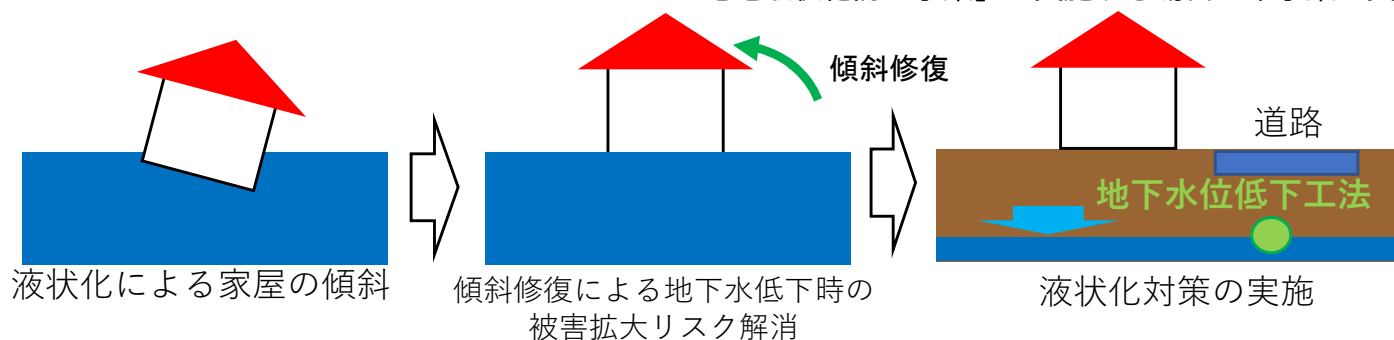 傾斜修復
道路
地下水位低下工法
液状化による家屋の傾斜
傾斜修復による地下水低下時の
被害拡大リスク解消
液状化対策の実施